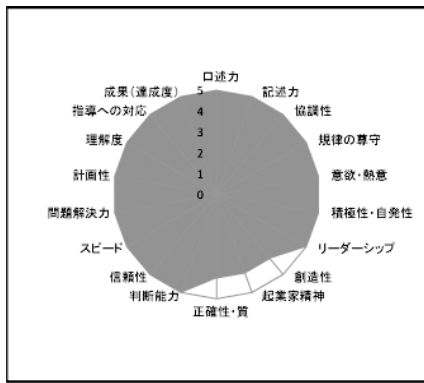 口述力
記述力
協調性
規律の尊守
意欲・熱意
積極性・自発性
リーダーシップ
創造性
起業家精神
正確性・質
判断能力
信頼性
スピード
問題解決力
計画性
理解度
指導への対応
成果(達成度)
5
4
3
2
1
0